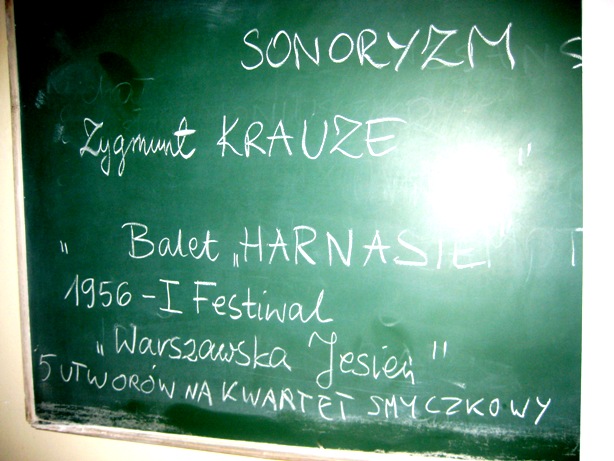 SONORYZM S
Zygmunt KRAUZE "
" Balet „HARNASIE
1956 - I Festiwal
„Warszawska Jesień"
5 UTWORÓW NA KWARTET SMYCZKOWY